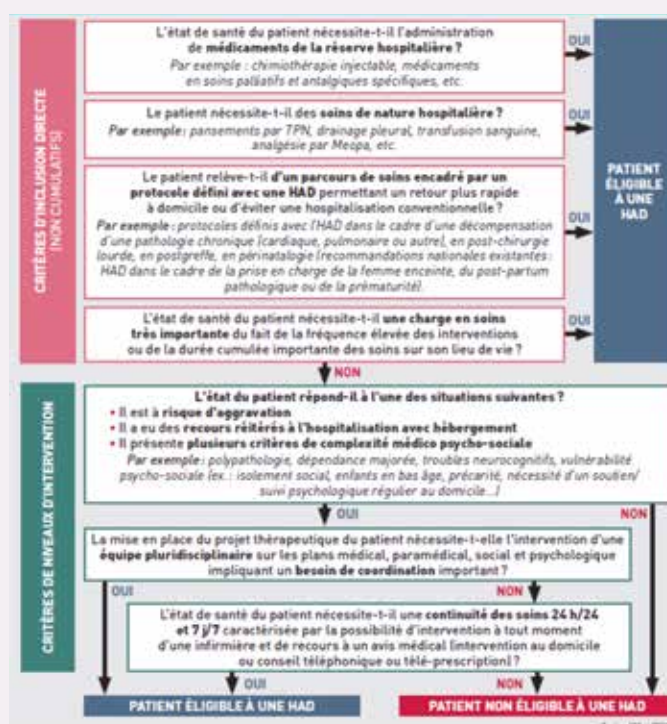 CRITÈRES D'INCLUSION DIRECTE
(NON CUMULATIFS)
L'état de santé du patient nécessite-t-il l'administration
de médicaments de la réserve hospitalière ?
Par exemple : chimiothérapie injectable, médicaments
en soins palliatifs et antalgiques spécifiques, etc.
OUI
Le patient nécessite-t-il des soins de nature hospitalière ?
Par exemple : pansements par TPN, drainage pleural, transfusion sanguine,
analgésie par Meopa, etc.
OUI
Le patient relève-t-il d'un parcours de soins encadré par un
protocole défini avec une HAD permettant un retour plus rapide
à domicile ou d'éviter une hospitalisation conventionnelle ?
Par exemple : protocoles définis avec l'HAD dans le cadre d'une décompensation
d'une pathologie chronique (cardiaque, pulmonaire ou autre), en post-chirurgie
lourde, en postgreffe, en périnatalogie (recommandations nationales existantes :
HAD dans le cadre de la prise en charge de la femme enceinte, du post-partum
pathologique ou de la prématurité).
OUI
L'état de santé du patient nécessite-t-il une charge en soins
très importante du fait de la fréquence élevée des interventions
ou de la durée cumulée importante des soins sur son lieu de vie ?
OUI
PATIENT
ÉLIGIBLE
À UNE
HAD
NON
CRITÈRES DE NIVEAUX D'INTERVENTION
L'état du patient répond-il à l'une des situations suivantes ?
• Il est à risque d'aggravation
• Il a eu des recours réitérés à l'hospitalisation avec hébergement
• Il présente plusieurs critères de complexité médico psycho-sociale
Par exemple : polypathologie, dépendance majorée, troubles neurocognitifs, vulnérabilité
psycho-sociale (ex. : isolement social, enfants en bas âge, précarité, nécessité d'un soutien/
suivi psychologique régulier au domicile...)
OUI
NON
La mise en place du projet thérapeutique du patient nécessite-t-elle l'intervention d'une
équipe pluridisciplinaire sur les plans médical, paramédical, social et psychologique
impliquant un besoin de coordination important ?
OUI
NON
L'état de santé du patient nécessite-t-il une continuité des soins 24 h/24
et 7 j/7 caractérisée par la possibilité d'intervention à tout moment
d'une infirmière et de recours à un avis médical (intervention au domicile
ou conseil téléphonique ou télé-prescription) ?
OUI
NON
PATIENT ÉLIGIBLE À UNE HAD
PATIENT NON ÉLIGIBLE À UNE HAD